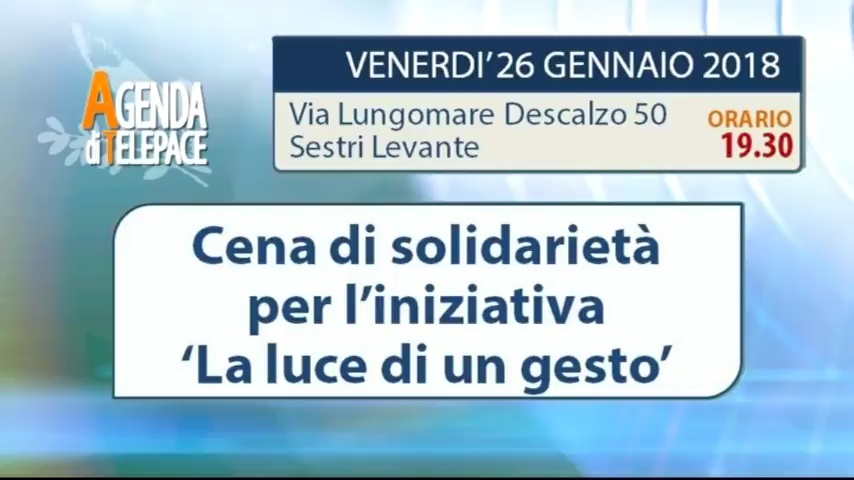 AGENDA
di TELEPACE
VENERDI' 26 GENNAIO 2018
Via Lungomare Descalzo 50
Sestri Levante
ORARIO
19.30
Cena di solidarietà
per l'iniziativa
'La luce di un gesto'